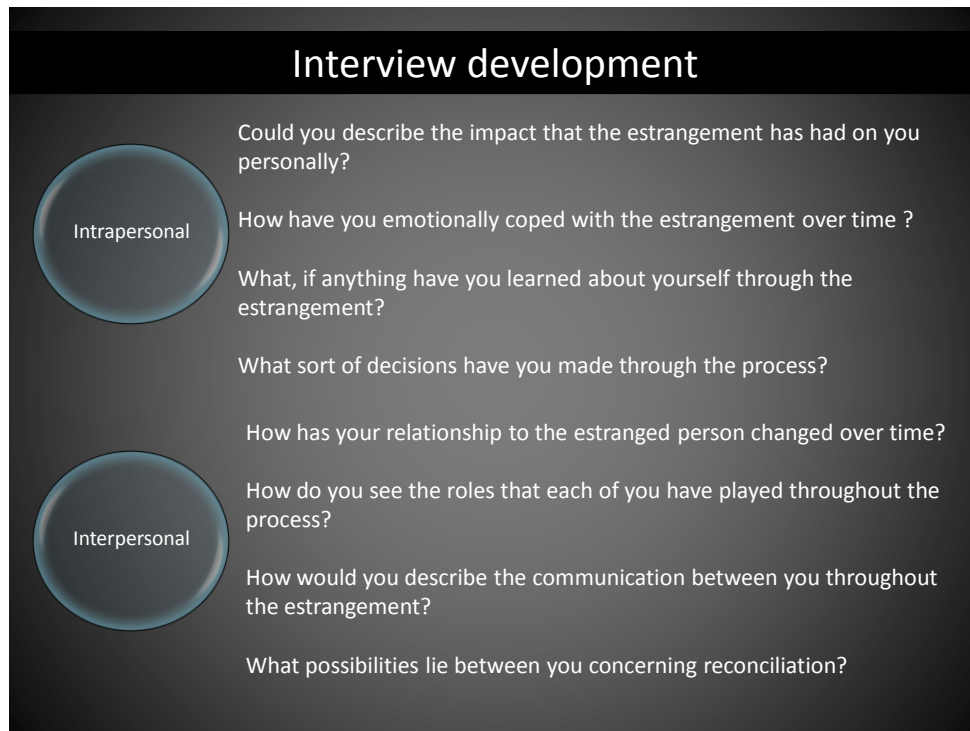 Interview development
Could you describe the impact that the estrangement has had on you
personally?
Intrapersonal
How have you emotionally coped with the estrangement over time ?
What, if anything have you learned about yourself through the
estrangement?
What sort of decisions have you made through the process?
How has your relationship to the estranged person changed over time?
How do you see the roles that each of you have played throughout the
process?
Interpersonal
How would you describe the communication between you throughout
the estrangement?
What possibilities lie between you concerning reconciliation?